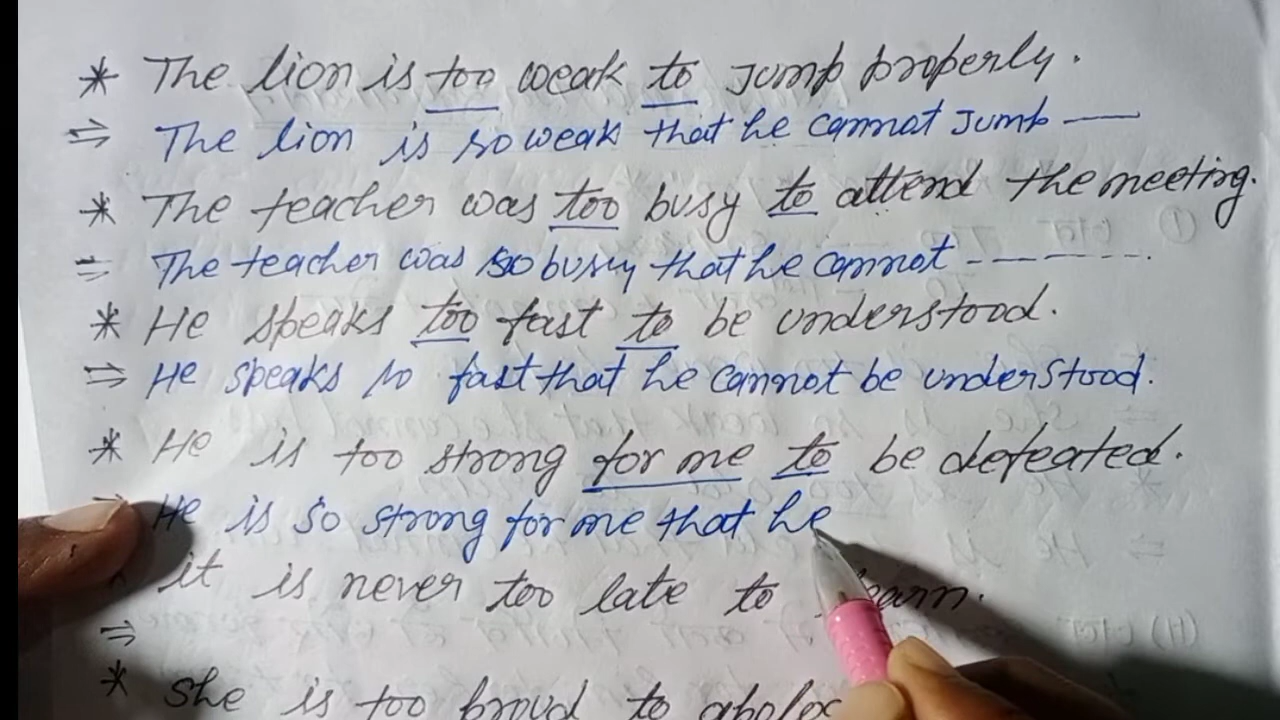 * The lion is too weak to Jump properly.
⇒ The lion is so weak that he cannot Jump —
* The teacher was too busy to attend the meeting.
⇒ The teacher was so busy that he cannot - — — - - - .
* He speaks too fast to be understood.
⇒ He speaks so fast that he cannot be understood.
* He is too strong for me to be defeated.
⇒ He is so strong for me that he
it is never too late to learn.
⇒
* She is too proud to